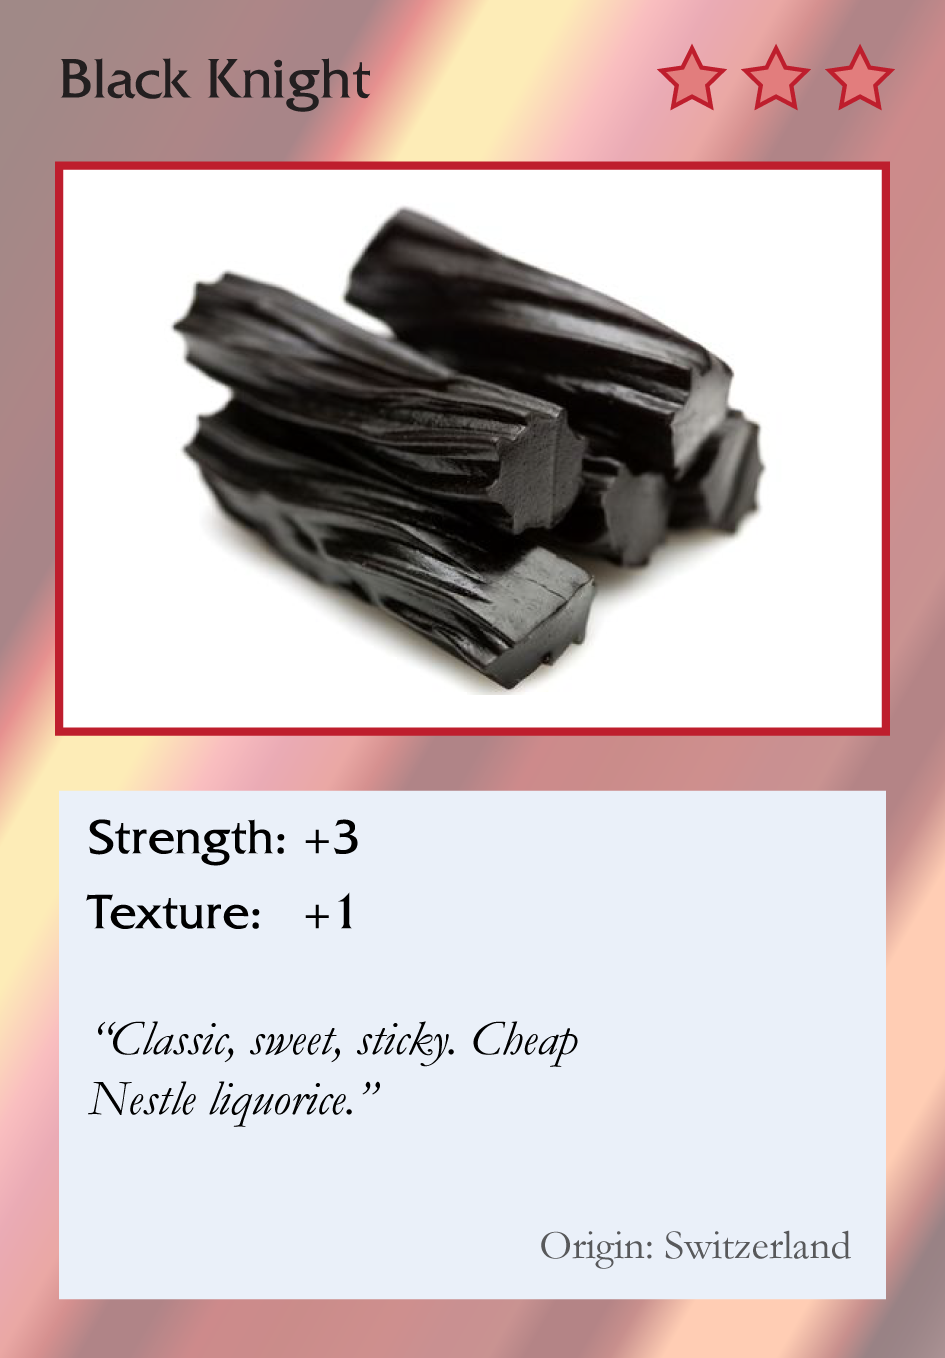 Black Knight
Strength: +3
Texture: +1
“Classic, sweet, sticky. Cheap
Nestle liquorice.”
Origin: Switzerland